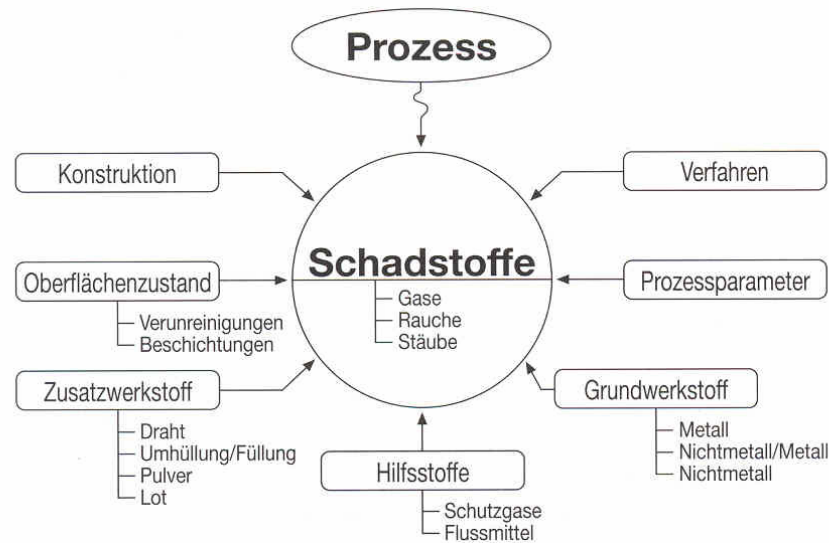 Prozess
Konstruktion
Verfahren
Schadstoffe
Gase
Rauche
Stäube
Oberflächenzustand
Verunreinigungen
Beschichtungen
Prozessparameter
Zusatzwerkstoff
Draht
Umhüllung/Füllung
Pulver
Lot
Grundwerkstoff
Metall
Nichtmetall/Metall
Nichtmetall
Hilfsstoffe
Schutzgase
Flussmittel